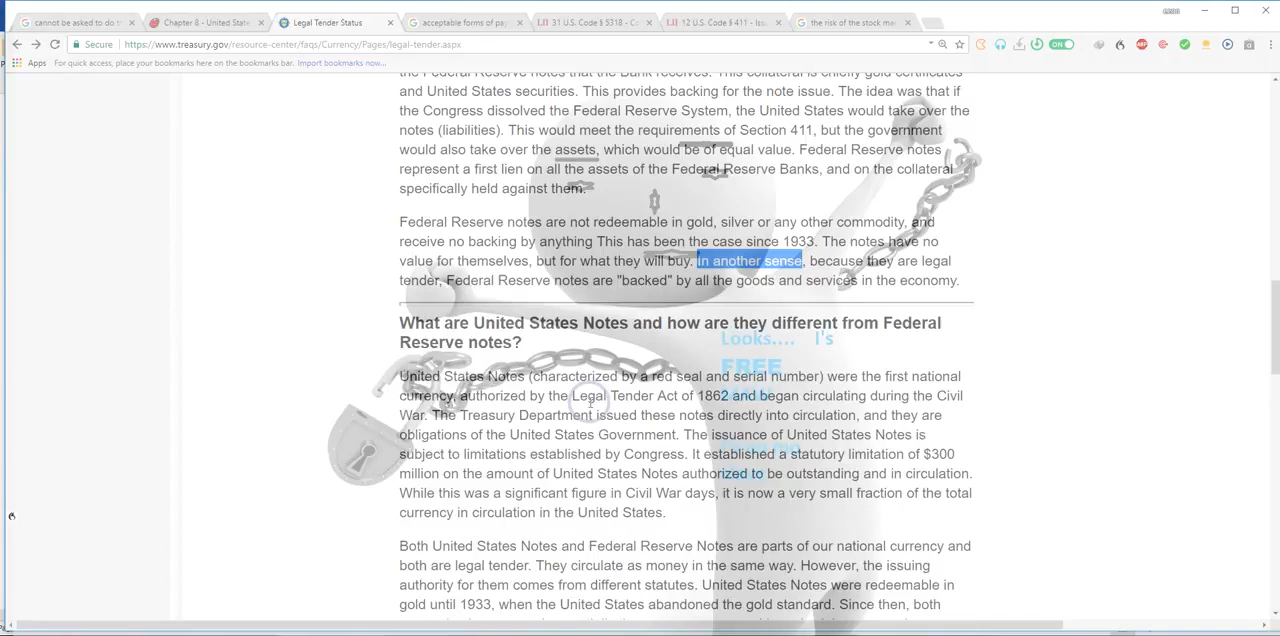 cannot be asked to do t
Chapter 8 - United State
Legal Tender Status
acceptable forms of pay
31 U.S. Code § 5318 - Co
12 U.S. Code § 411 - Issu
the risk of the stock ma
Secure https://www.treasury.gov/resource-center/faqs/Currency/Pages/legal-tender.aspx
ON
ABP
Apps For quick access, place your bookmarks here on the bookmarks bar. Import bookmarks now...
the Federal Reserve notes that the Bank receives. This collateral is chiefly gold certificates
and United States securities. This provides backing for the note issue. The idea was that if
the Congress dissolved the Federal Reserve System, the United States would take over the
notes (liabilities). This would meet the requirements of Section 411, but the government
would also take over the assets, which would be of equal value. Federal Reserve notes
represent a first lien on all the assets of the Federal Reserve Banks, and on the collateral
specifically held against them.
Federal Reserve notes are not redeemable in gold, silver or any other commodity, and
receive no backing by anything This has been the case since 1933. The notes have no
value for themselves, but for what they will buy. In another sense, because they are legal
tender, Federal Reserve notes are "backed" by all the goods and services in the economy.
What are United States Notes and how are they different from Federal
Reserve notes?
Looks.... I's
FREE
United States Notes (characterized by a red seal and serial number) were the first national
currency, authorized by the Legal Tender Act of 1862 and began circulating during the Civil
War. The Treasury Department issued these notes directly into circulation, and they are
obligations of the United States Government. The issuance of United States Notes is
subject to limitations established by Congress. It established a statutory limitation of $300
million on the amount of United States Notes authorized to be outstanding and in circulation.
While this was a significant figure in Civil War days, it is now a very small fraction of the total
currency in circulation in the United States.
Both United States Notes and Federal Reserve Notes are parts of our national currency and
both are legal tender. They circulate as money in the same way. However, the issuing
authority for them comes from different statutes. United States Notes were redeemable in
gold until 1933, when the United States abandoned the gold standard. Since then, both